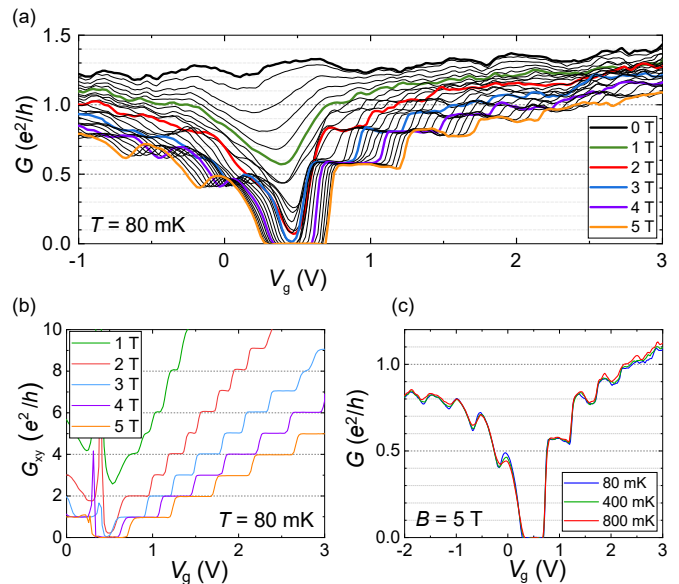 (a)
1.5
1.0
0.5
0.0
G (e²/h)
0 T
1 T
2 T
3 T
4 T
5 T
T = 80 mK
-1
0
1
2
3
V_g (V)
(b)
10
8
6
4
2
0
G_xy (e²/h)
1 T
2 T
3 T
4 T
5 T
T = 80 mK
0
1
2
3
V_g (V)
(c)
1.0
0.5
0.0
G (e²/h)
80 mK
400 mK
800 mK
B = 5 T
-2
-1
0
1
2
3
V_g (V)